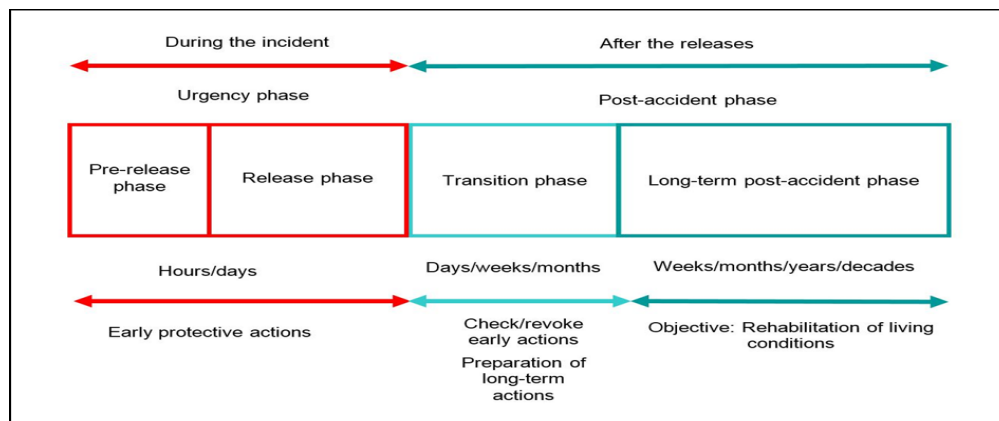 During the incident
After the releases
Urgency phase
Post-accident phase
Pre-release
phase
Release phase
Transition phase
Long-term post-accident phase
Hours/days
Days/weeks/months
Weeks/months/years/decades
Early protective actions
Check/revoke
early actions
Preparation of
long-term
actions
Objective: Rehabilitation of living
conditions